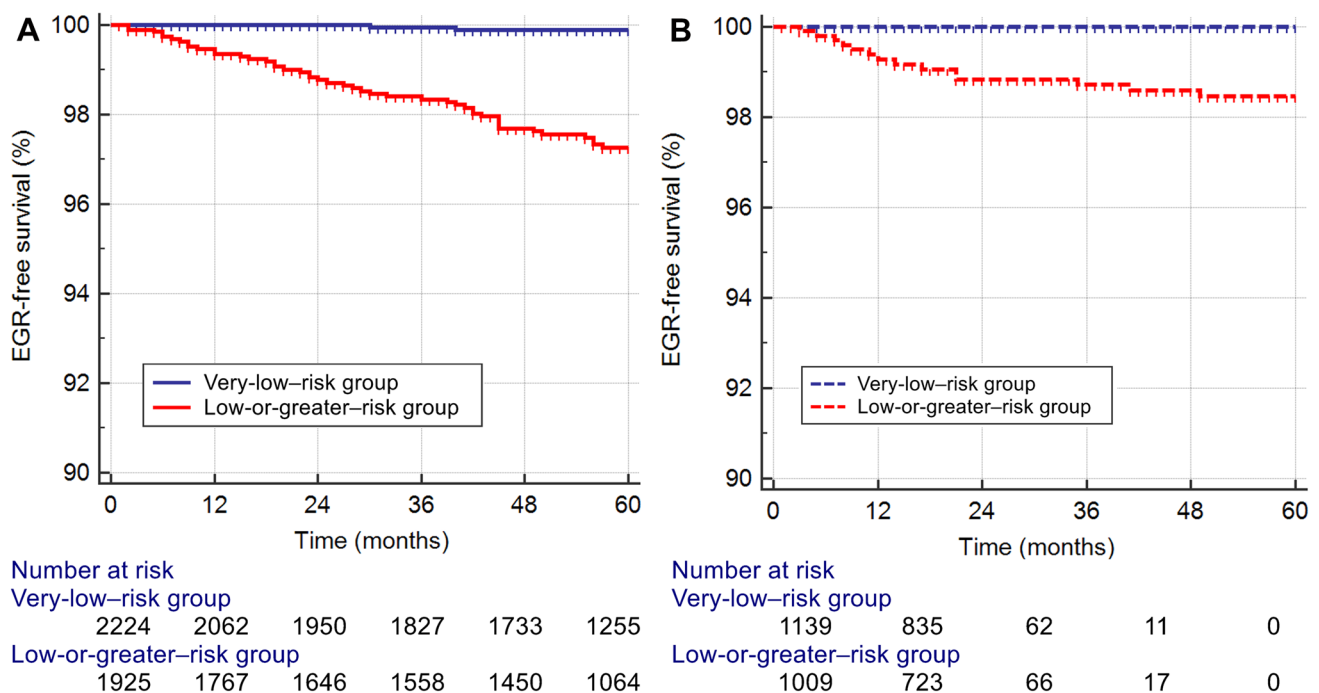 A
EGR-free survival (%)
100
98
96
94
92
90
Very-low–risk group
Low-or-greater–risk group
0 12 24 36 48 60
Time (months)
Number at risk
Very-low–risk group
2224 2062 1950 1827 1733 1255
Low-or-greater–risk group
1925 1767 1646 1558 1450 1064
B
EGR-free survival (%)
100
98
96
94
92
90
Very-low–risk group
Low-or-greater–risk group
0 12 24 36 48 60
Time (months)
Number at risk
Very-low–risk group
1139 835 62 11 0
Low-or-greater–risk group
1009 723 66 17 0